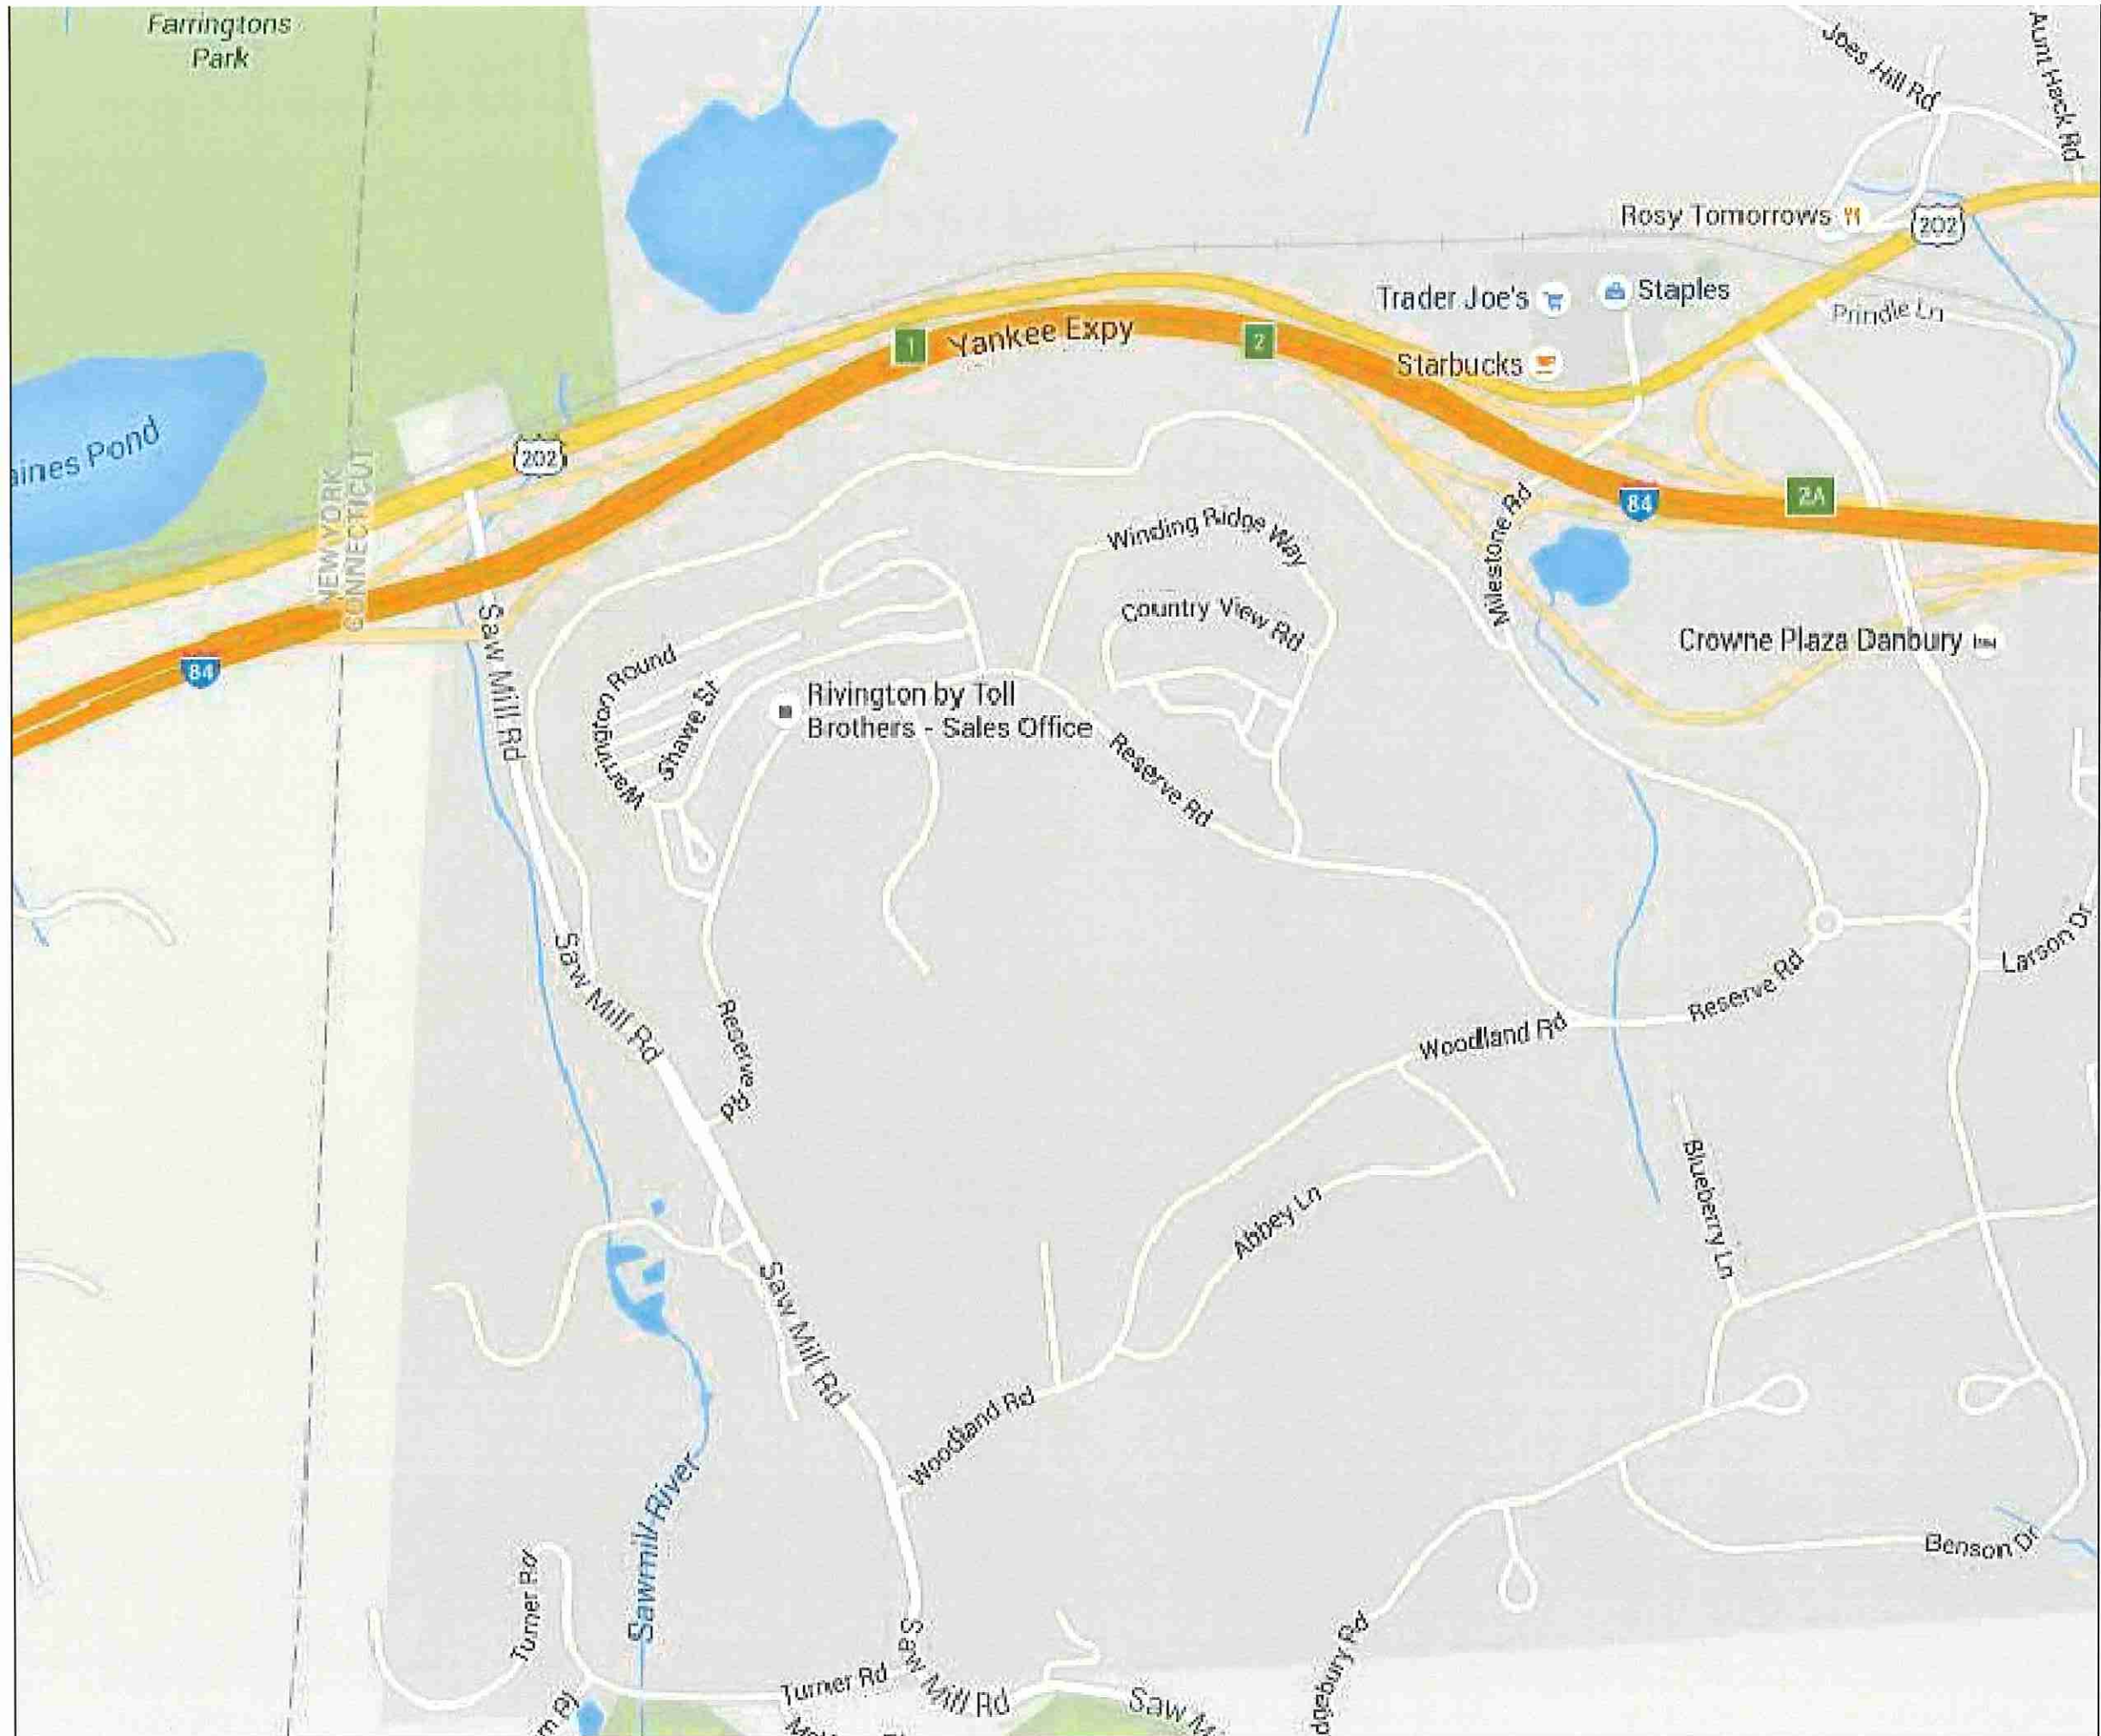 Farringtons
Park
Joes Hill Rd
Aunt Hack Rd
Rosy Tomorrows
202
Trader Joe's
Staples
Prindle Ln
1
Yankee Expy
2
Starbucks
Pond
202
NEW YORK
CONNECTICUT
84
2A
Milestone Rd
Winding Ridge Way
Country View Rd
Crowne Plaza Danbury
84
Saw Mill Rd
Warrington Round
Shawe St
Rivington by Toll
Brothers - Sales Office
Reserve Rd
Larson Dr
Saw Mill Rd
Reserve Rd
Reserve Rd
Woodland Rd
Blueberry Ln
Abbey Ln
Saw Mill Rd
Woodland Rd
Sawmill River
Benson Dr
Turner Rd
Turner Rd
Saw Mill Rd
Saw